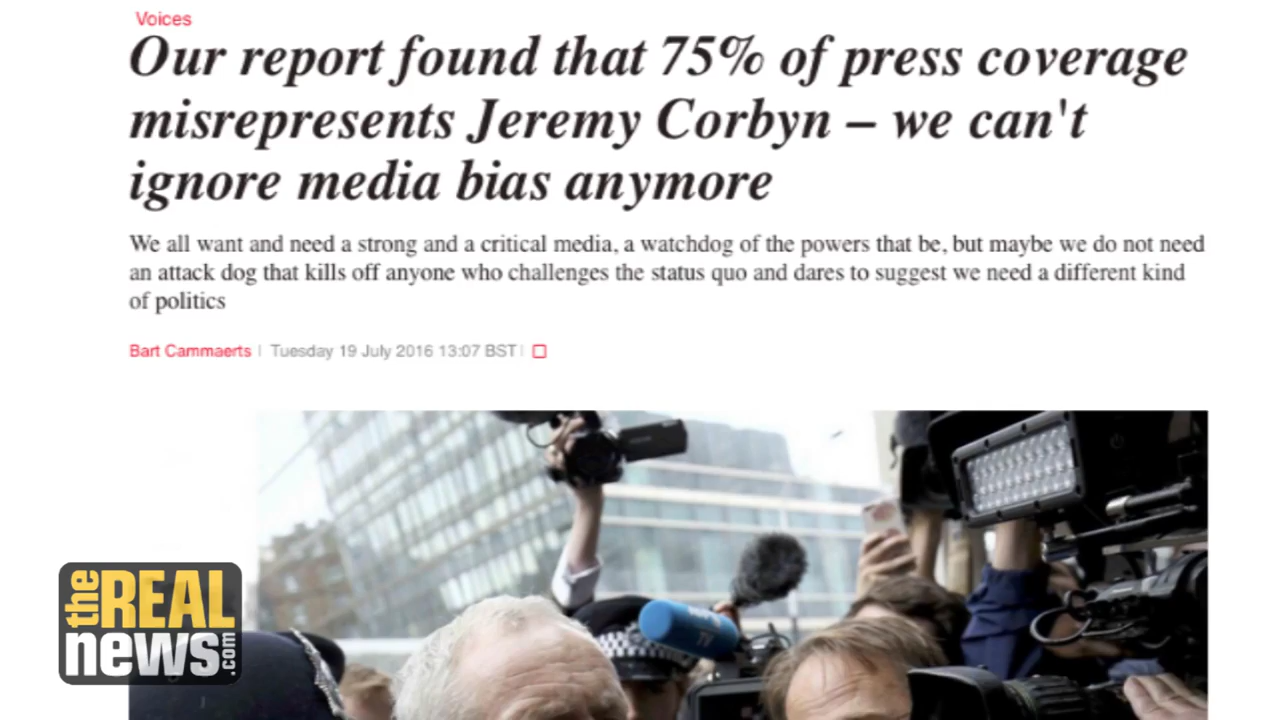 Voices
Our report found that 75% of press coverage
misrepresents Jeremy Corbyn – we can't
ignore media bias anymore
We all want and need a strong and a critical media, a watchdog of the powers that be, but maybe we do not need
an attack dog that kills off anyone who challenges the status quo and dares to suggest we need a different kind
of politics
Bart Cammaerts | Tuesday 19 July 2016 13:07 BST |
the REAL
news.com